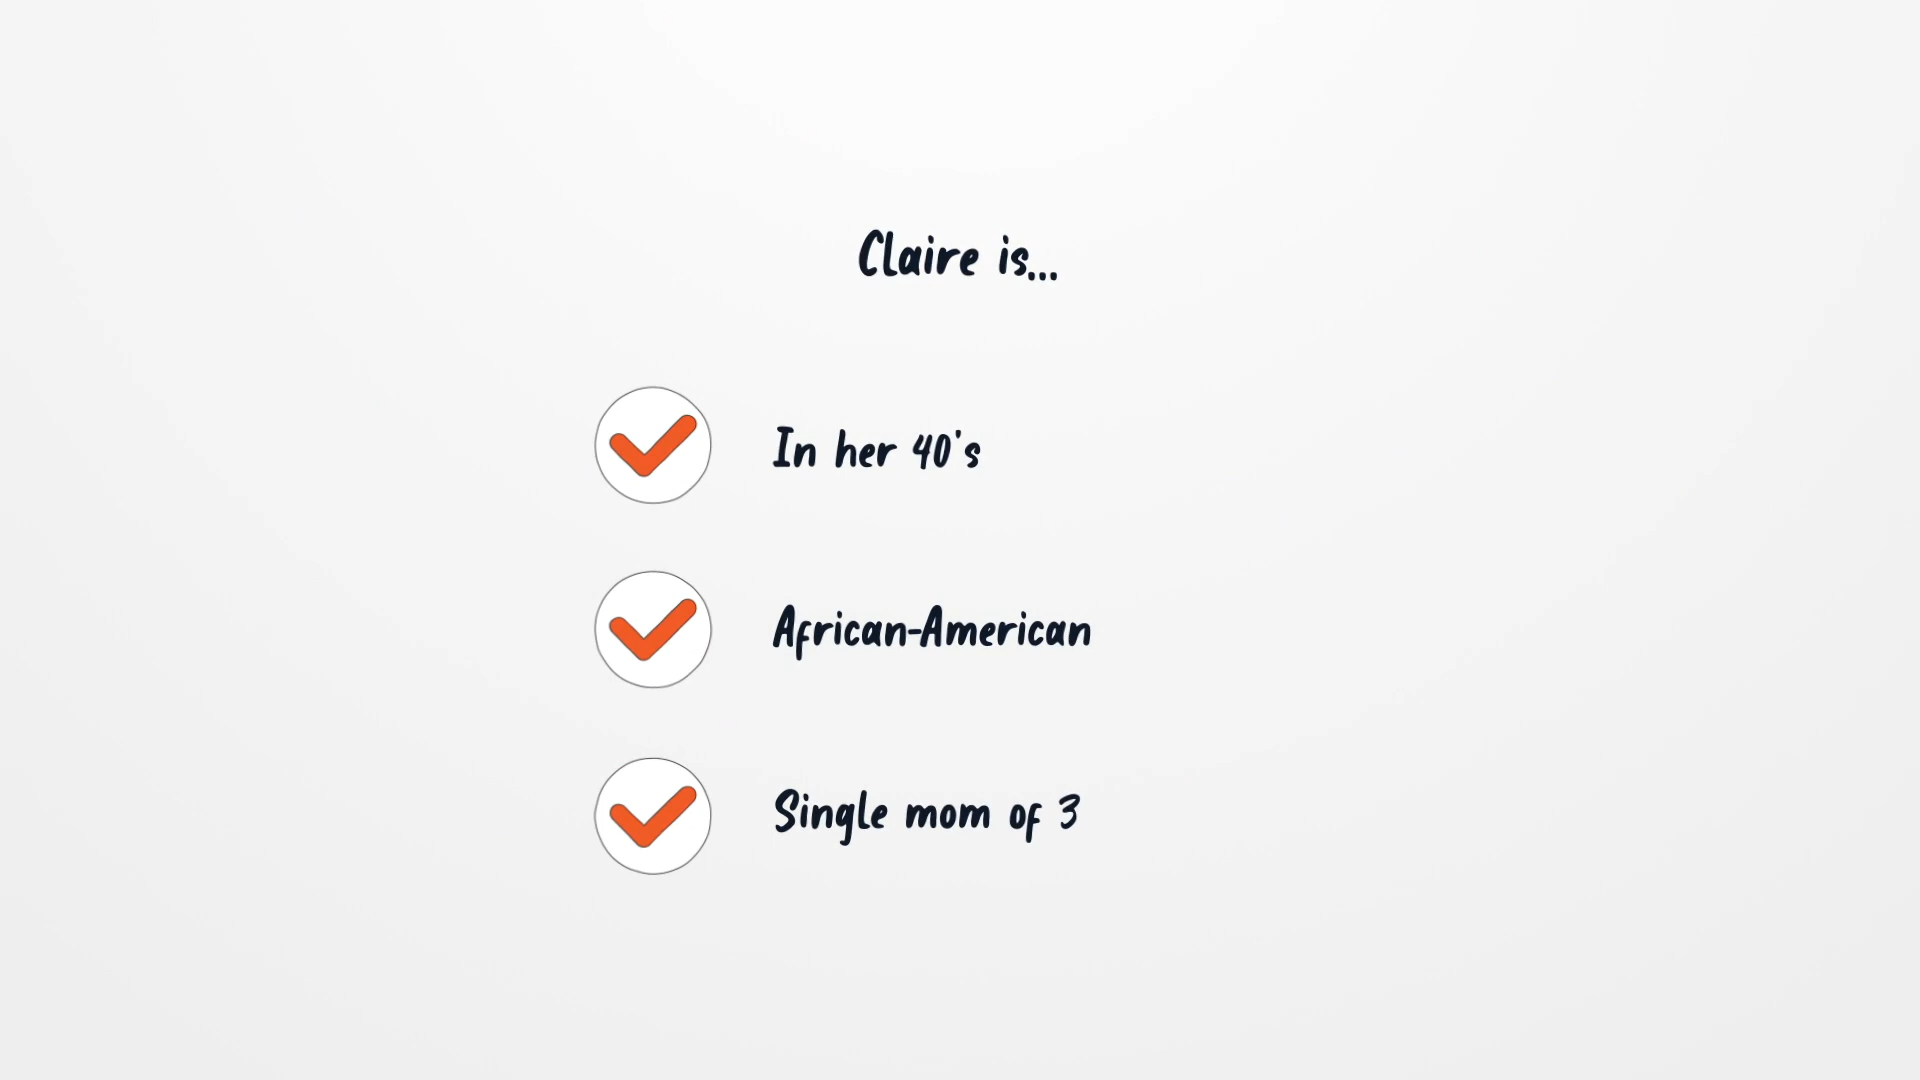 Claire is...
In her 40's
African-American
Single mom of 3